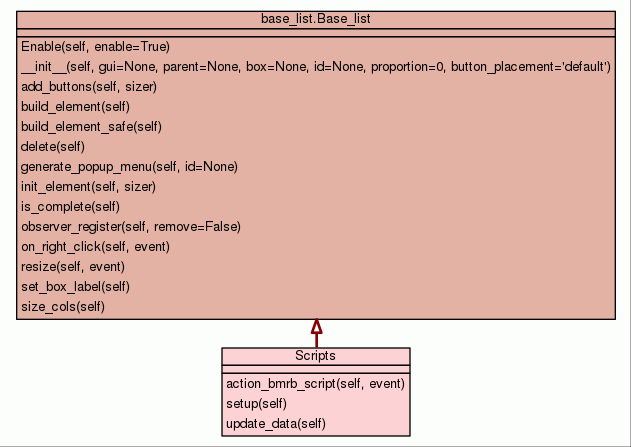 base_list.Base_list
Enable(self, enable=True)
__init__(self, gui=None, parent=None, box=None, id=None, proportion=0, button_placement='default')
add_buttons(self, sizer)
build_element(self)
build_element_safe(self)
delete(self)
generate_popup_menu(self, id=None)
init_element(self, sizer)
is_complete(self)
observer_register(self, remove=False)
on_right_click(self, event)
resize(self, event)
set_box_label(self)
size_cols(self)
Scripts
action_bmrb_script(self, event)
setup(self)
update_data(self)